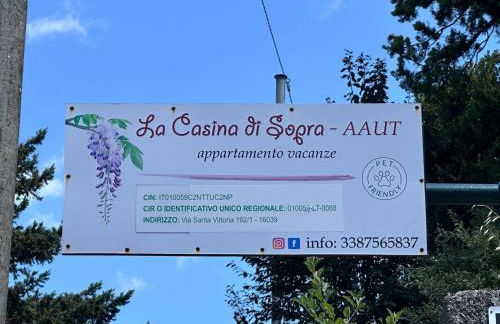 La Casina di Sopra - AAUT
appartamento vacanze
PET FRIENDLY
CIN: IT010059C2NTTUC2NP
CIR O IDENTIFICATIVO UNICO REGIONALE: 010059-LT-0088
INDIRIZZO: Via Santa Vittoria 192/1 - 16039
info: 3387565837